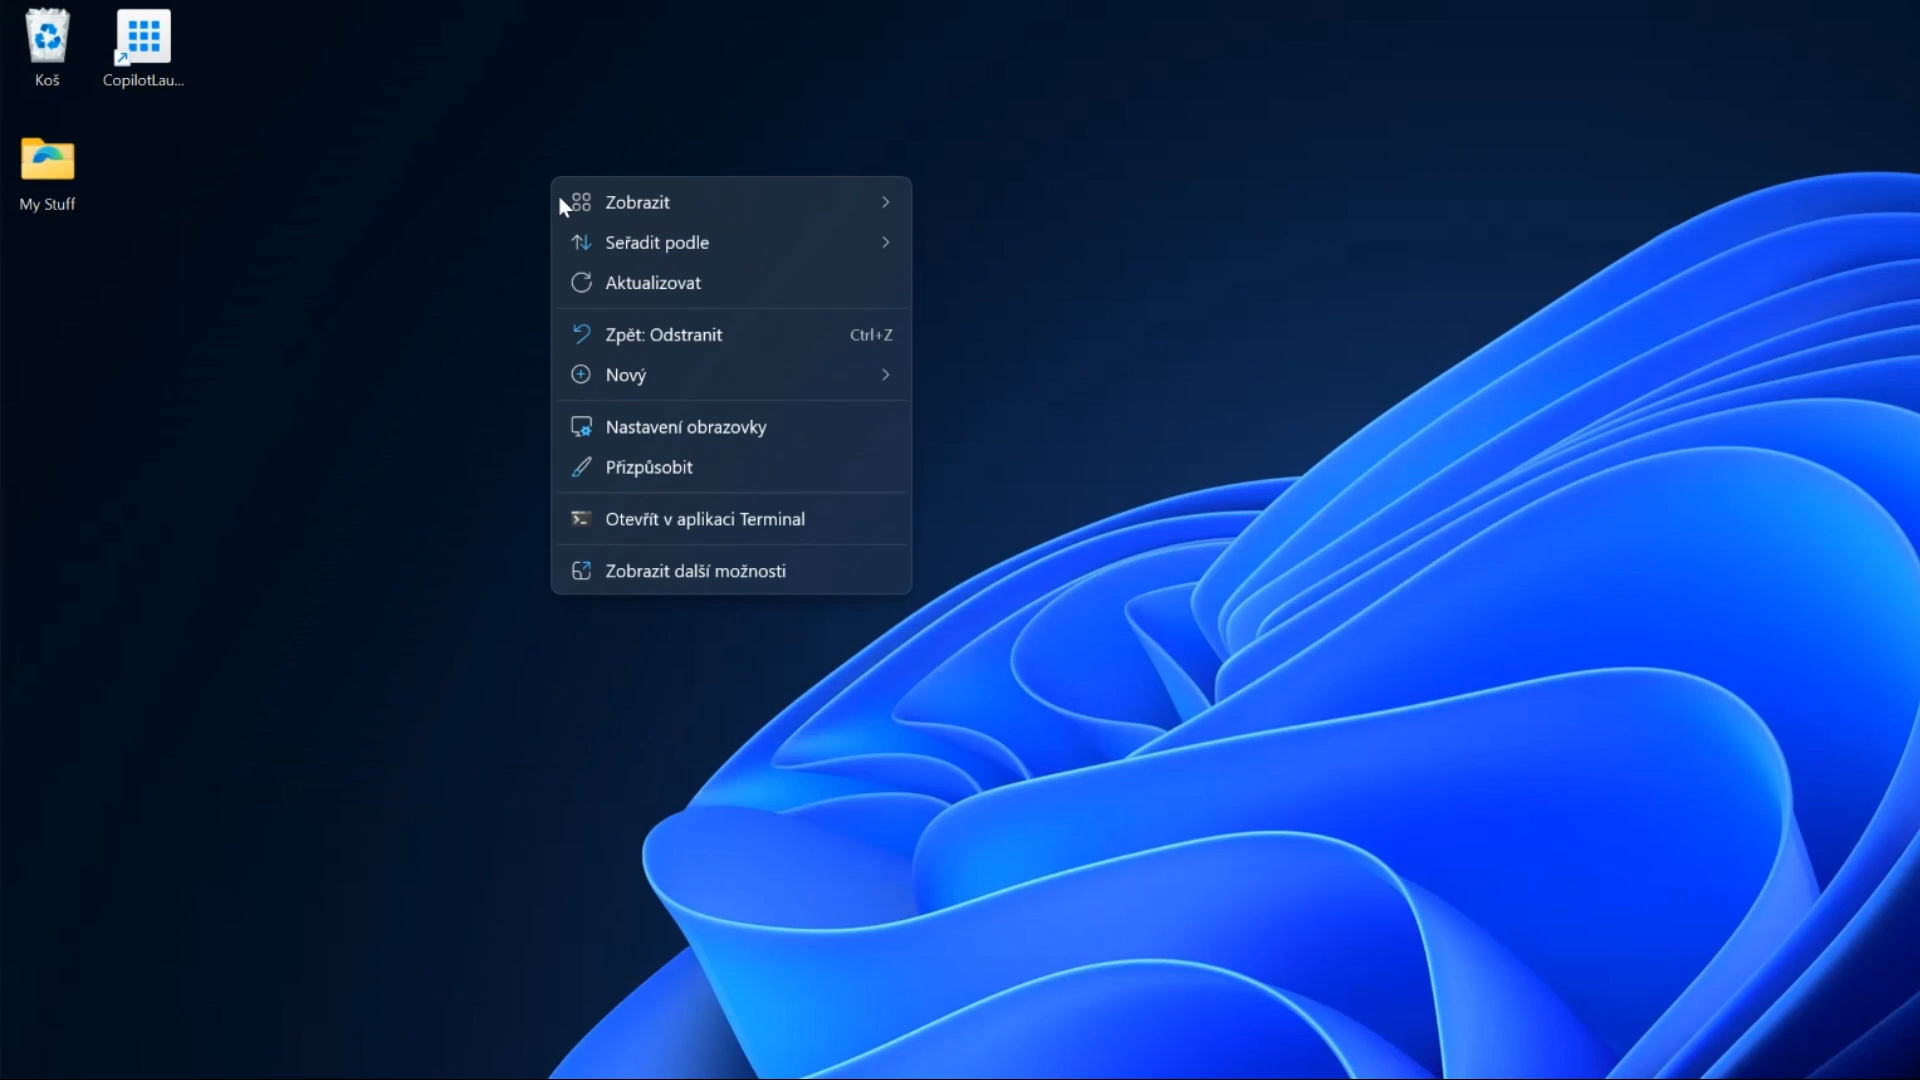 Koš
CopilotLau...
My Stuff
Zobrazit
Seřadit podle
Aktualizovat
Zpět: Odstranit Ctrl+Z
Nový
Nastavení obrazovky
Přizpůsobit
Otevřít v aplikaci Terminal
Zobrazit další možnosti